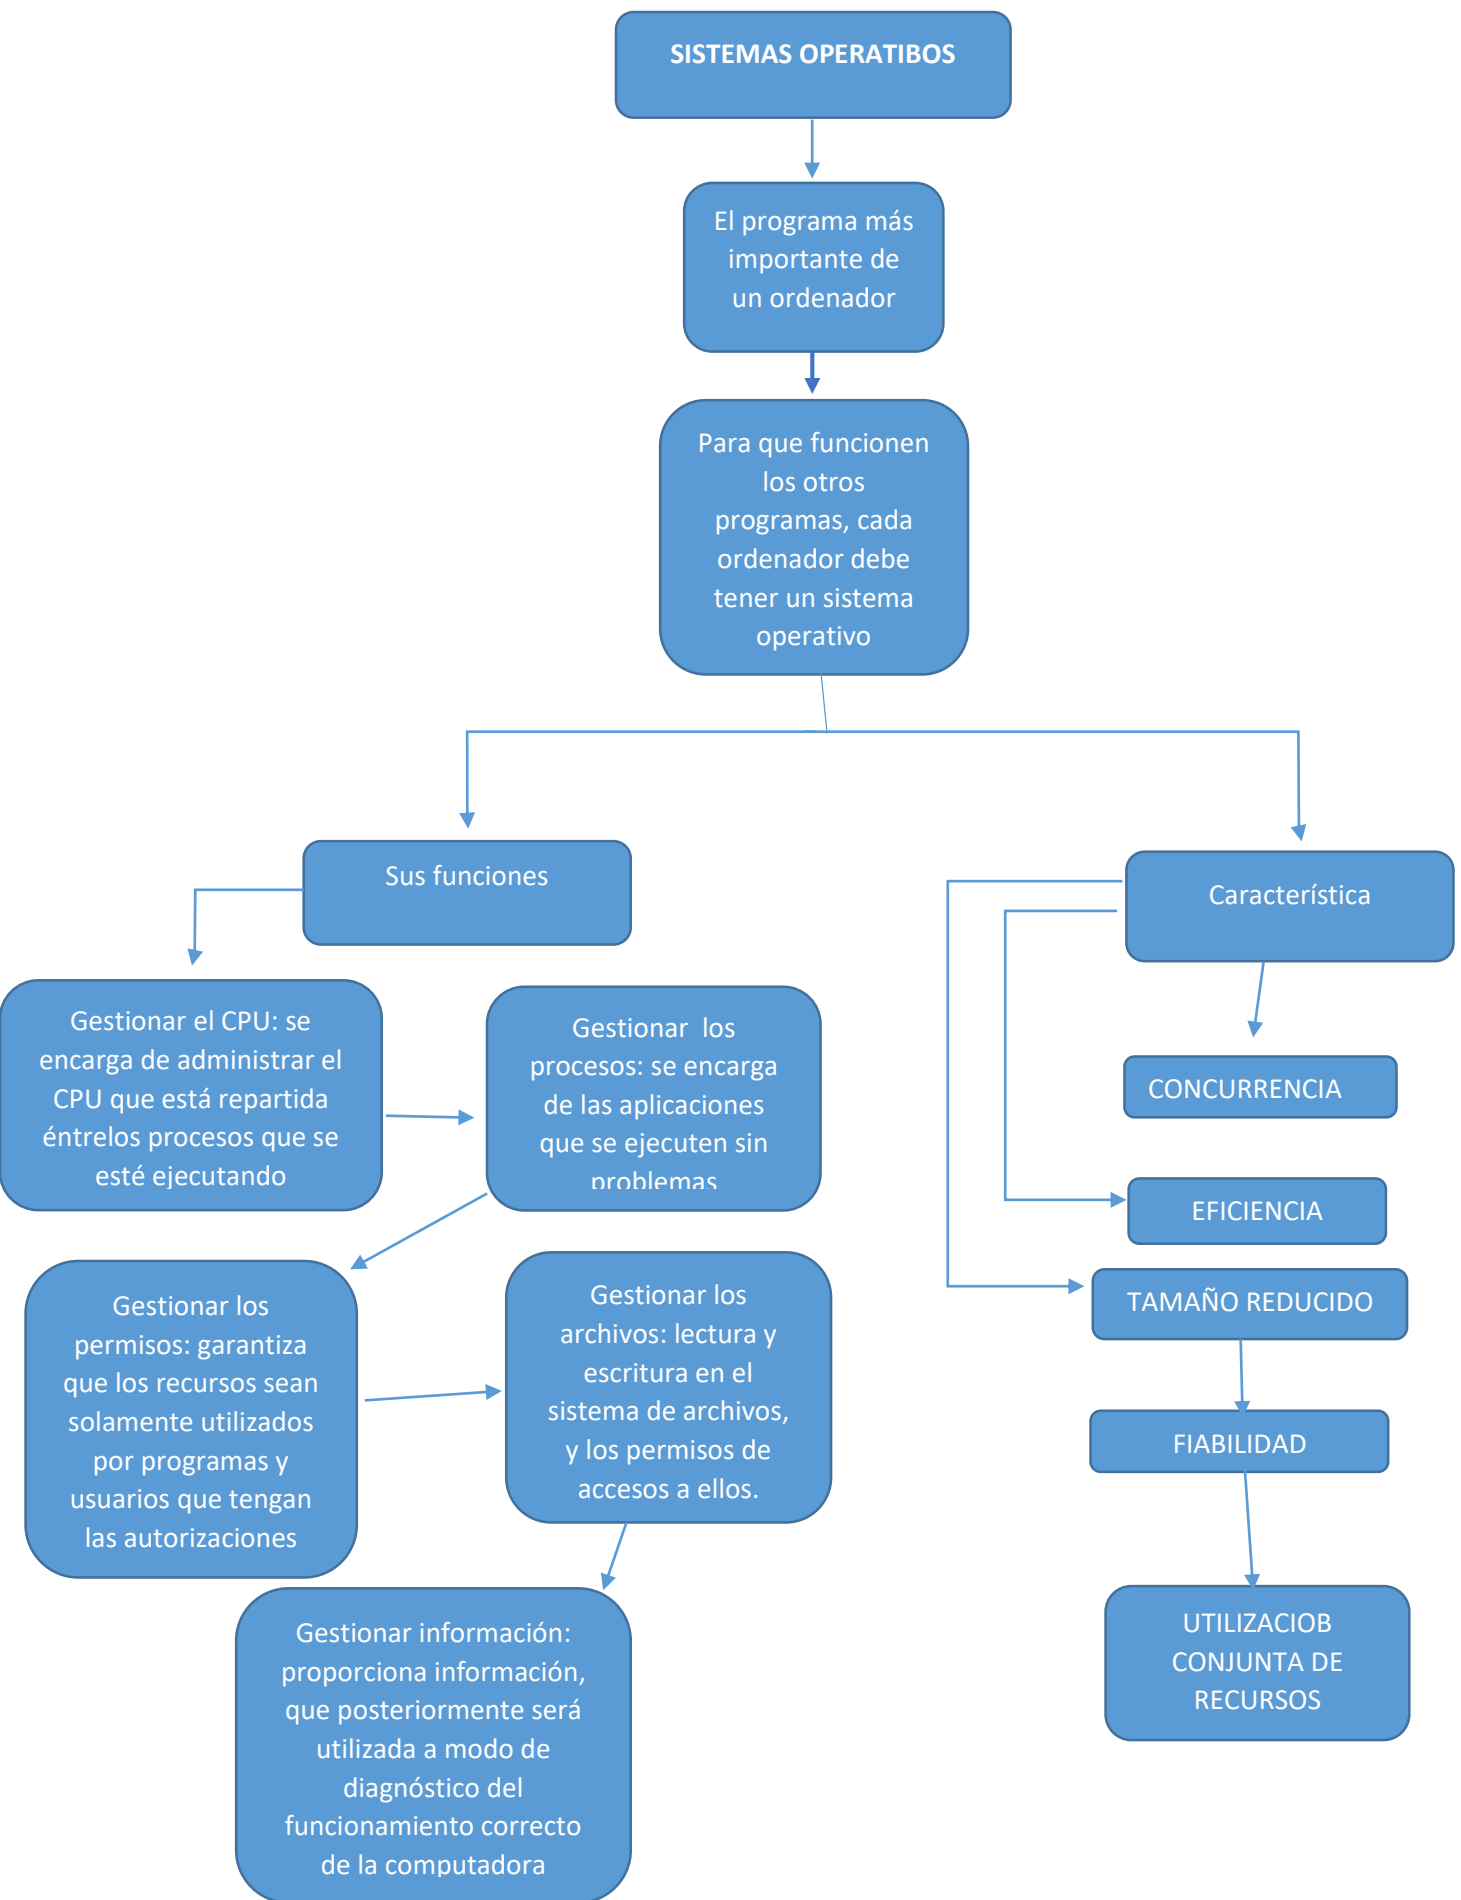 SISTEMAS OPERATIBOS
El programa más
importante de
un ordenador
Para que funcionen
los otros
programas, cada
ordenador debe
tener un sistema
operativo
Sus funciones
Característica
Gestionar el CPU: se
encarga de administrar el
CPU que está repartida
éntrelos procesos que se
esté ejecutando
Gestionar los
procesos: se encarga
de las aplicaciones
que se ejecuten sin
problemas
Gestionar los
permisos: garantiza
que los recursos sean
solamente utilizados
por programas y
usuarios que tengan
las autorizaciones
Gestionar los
archivos: lectura y
escritura en el
sistema de archivos,
y los permisos de
accesos a ellos.
Gestionar información:
proporciona información,
que posteriormente será
utilizada a modo de
diagnóstico del
funcionamiento correcto
de la computadora
CONCURRENCIA
EFICIENCIA
TAMAÑO REDUCIDO
FIABILIDAD
UTILIZACIOB
CONJUNTA DE
RECURSOS